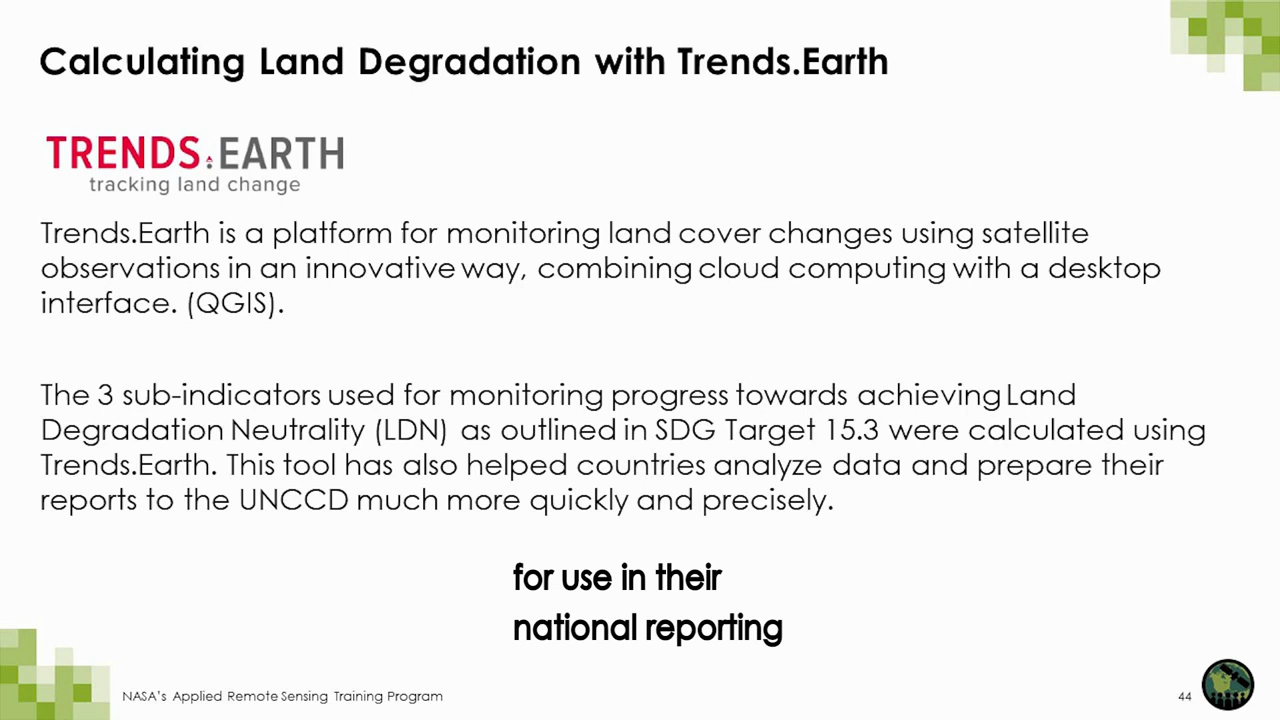 Calculating Land Degradation with Trends.Earth
TRENDS.EARTH
tracking land change
Trends.Earth is a platform for monitoring land cover changes using satellite
observations in an innovative way, combining cloud computing with a desktop
interface. (QGIS).
The 3 sub-indicators used for monitoring progress towards achieving Land
Degradation Neutrality (LDN) as outlined in SDG Target 15.3 were calculated using
Trends.Earth. This tool has also helped countries analyze data and prepare their
reports to the UNCCD much more quickly and precisely.
for use in their
national reporting
NASA's Applied Remote Sensing Training Program
44